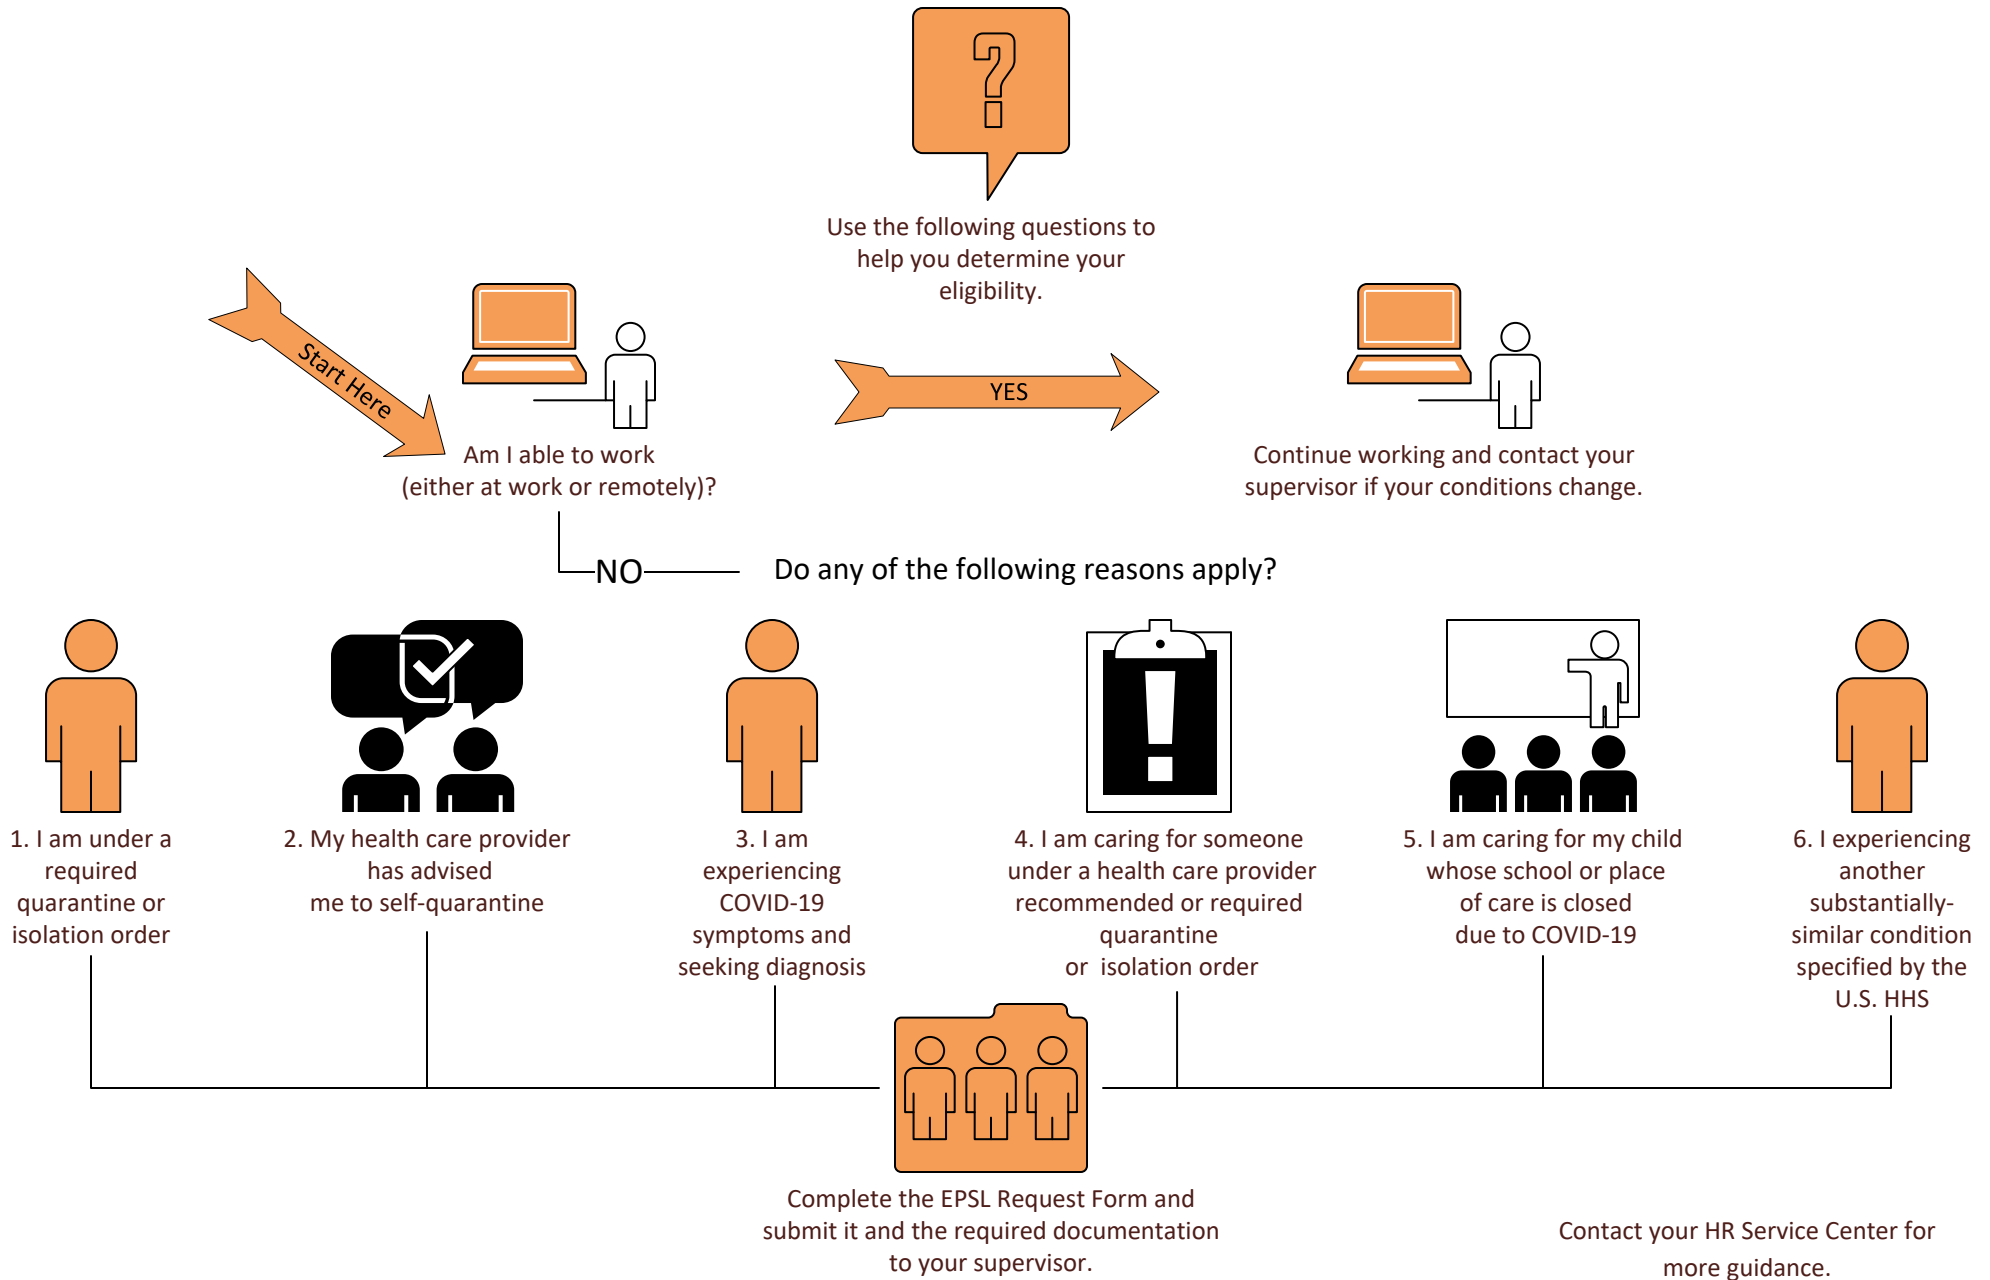 ?
Use the following questions to
help you determine your
eligibility.
Start Here
Am I able to work
(either at work or remotely)?
YES
Continue working and contact your
supervisor if your conditions change.
NO
Do any of the following reasons apply?
1. I am under a
required
quarantine or
isolation order
2. My health care provider
has advised
me to self-quarantine
3. I am
experiencing
COVID-19
symptoms and
seeking diagnosis
4. I am caring for someone
under a health care provider
recommended or required
quarantine
or  isolation order
5. I am caring for my child
whose school or place
of care is closed
due to COVID-19
6. I experiencing
another
substantially-
similar condition
specified by the
U.S. HHS
Complete the EPSL Request Form and
submit it and the required documentation
to your supervisor.
Contact your HR Service Center for
more guidance.